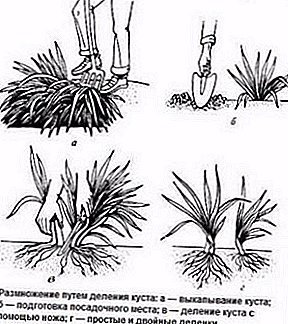 а
б
в
г
Размножение путем деления куста: а — выкапывание куста;
б — подготовка посадочного места; в — деление куста с
помощью ножа; г — простые и двойные деленки